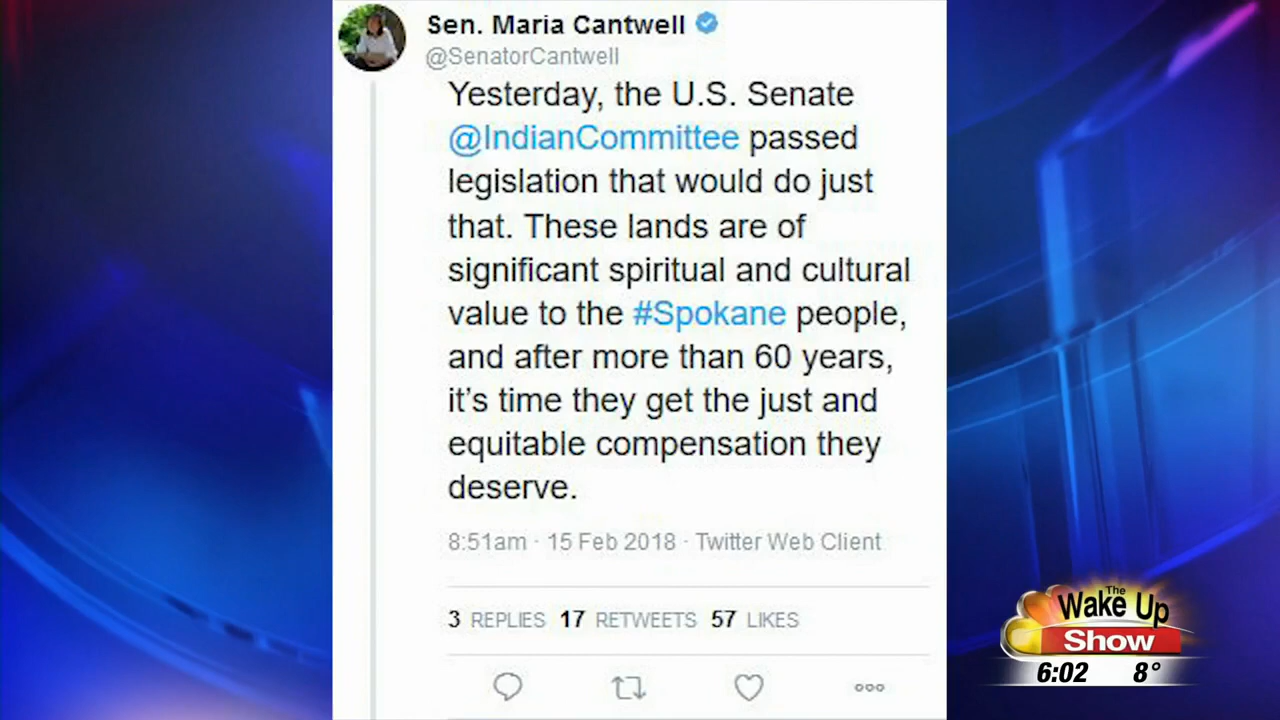 Sen. Maria Cantwell
@SenatorCantwell
Yesterday, the U.S. Senate
@IndianCommittee passed
legislation that would do just
that. These lands are of
significant spiritual and cultural
value to the #Spokane people,
and after more than 60 years,
it’s time they get the just and
equitable compensation they
deserve.
8:51am · 15 Feb 2018 · Twitter Web Client
3 REPLIES 17 RETWEETS 57 LIKES
The
Wake Up
Show
6:02 8°